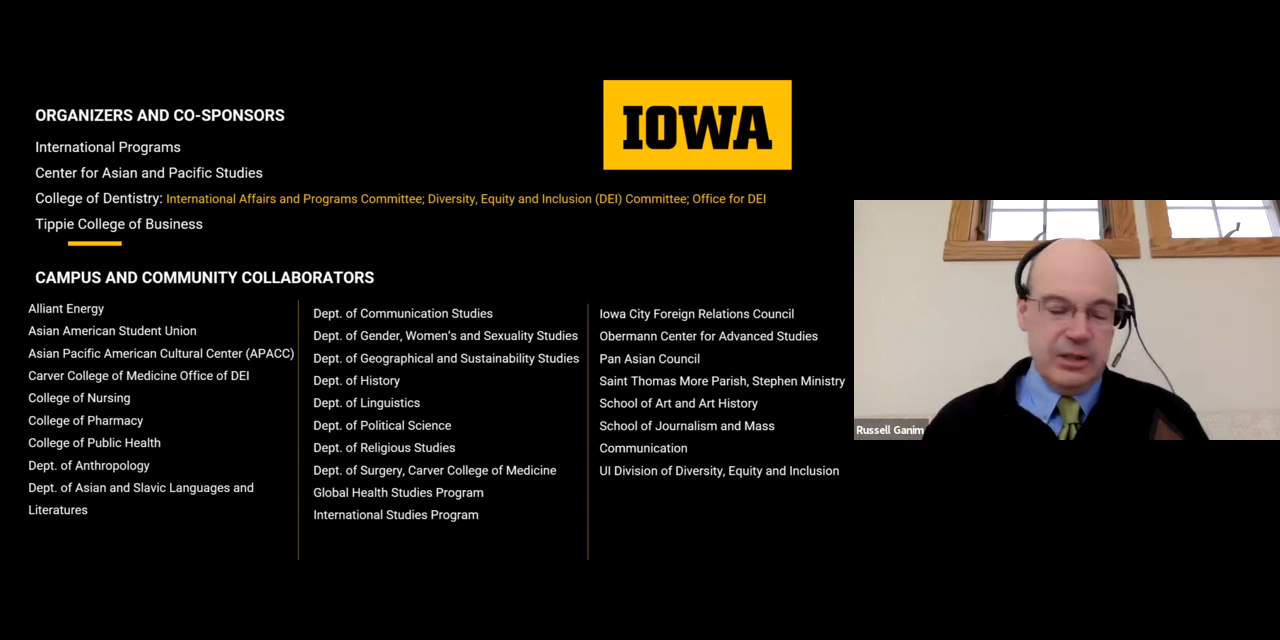 IOWA
ORGANIZERS AND CO-SPONSORS
International Programs
Center for Asian and Pacific Studies
College of Dentistry: International Affairs and Programs Committee; Diversity, Equity and Inclusion (DEI) Committee; Office for DEI
Tippie College of Business
CAMPUS AND COMMUNITY COLLABORATORS
Alliant Energy
Asian American Student Union
Asian Pacific American Cultural Center (APACC)
Carver College of Medicine Office of DEI
College of Nursing
College of Pharmacy
College of Public Health
Dept. of Anthropology
Dept. of Asian and Slavic Languages and
Literatures
Dept. of Communication Studies
Dept. of Gender, Women's and Sexuality Studies
Dept. of Geographical and Sustainability Studies
Dept. of History
Dept. of Linguistics
Dept. of Political Science
Dept. of Religious Studies
Dept. of Surgery, Carver College of Medicine
Global Health Studies Program
International Studies Program
Iowa City Foreign Relations Council
Obermann Center for Advanced Studies
Pan Asian Council
Saint Thomas More Parish, Stephen Ministry
School of Art and Art History
School of Journalism and Mass
Communication
UI Division of Diversity, Equity and Inclusion
Russell Ganim